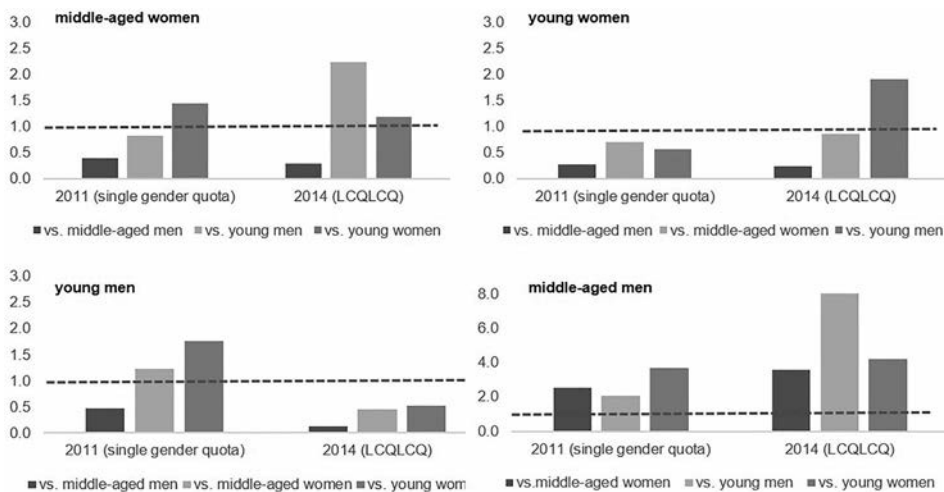 middle-aged women
3.0
2.5
2.0
1.5
1.0
0.5
0.0
2011 (single gender quota) 2014 (LCQLCQ)
vs. middle-aged men vs. young men vs. young women
young women
3.0
2.5
2.0
1.5
1.0
0.5
0.0
2011 (single gender quota) 2014 (LCQLCQ)
vs. middle-aged men vs. middle-aged women vs. young men
young men
3.0
2.5
2.0
1.5
1.0
0.5
0.0
2011 (single gender quota) 2014 (LCQLCQ)
vs. middle-aged men vs. middle-aged women vs. young wom
middle-aged men
8.0
6.0
4.0
2.0
0.0
2011 (single gender quota) 2014 (LCQLCQ)
vs.middle-aged women vs. young men vs. young women